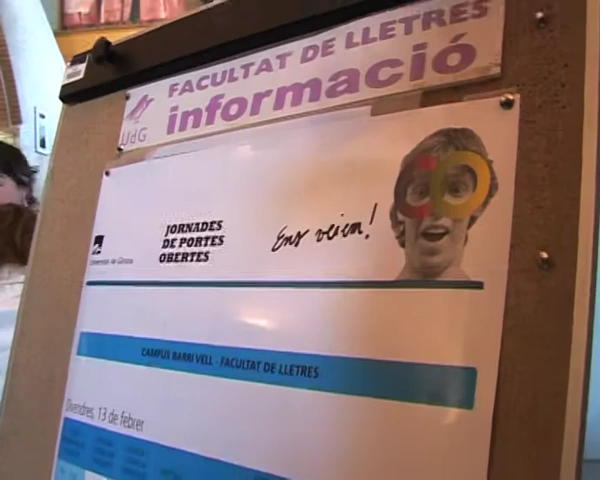 FACULTAT DE LLETRES
informació
UdG
JORNADES
DE PORTES
OBERTES
Ens veiem!
Universitat de Girona
CAMPUS BARRI VELL - FACULTAT DE LLETRES
Divendres, 13 de febrer